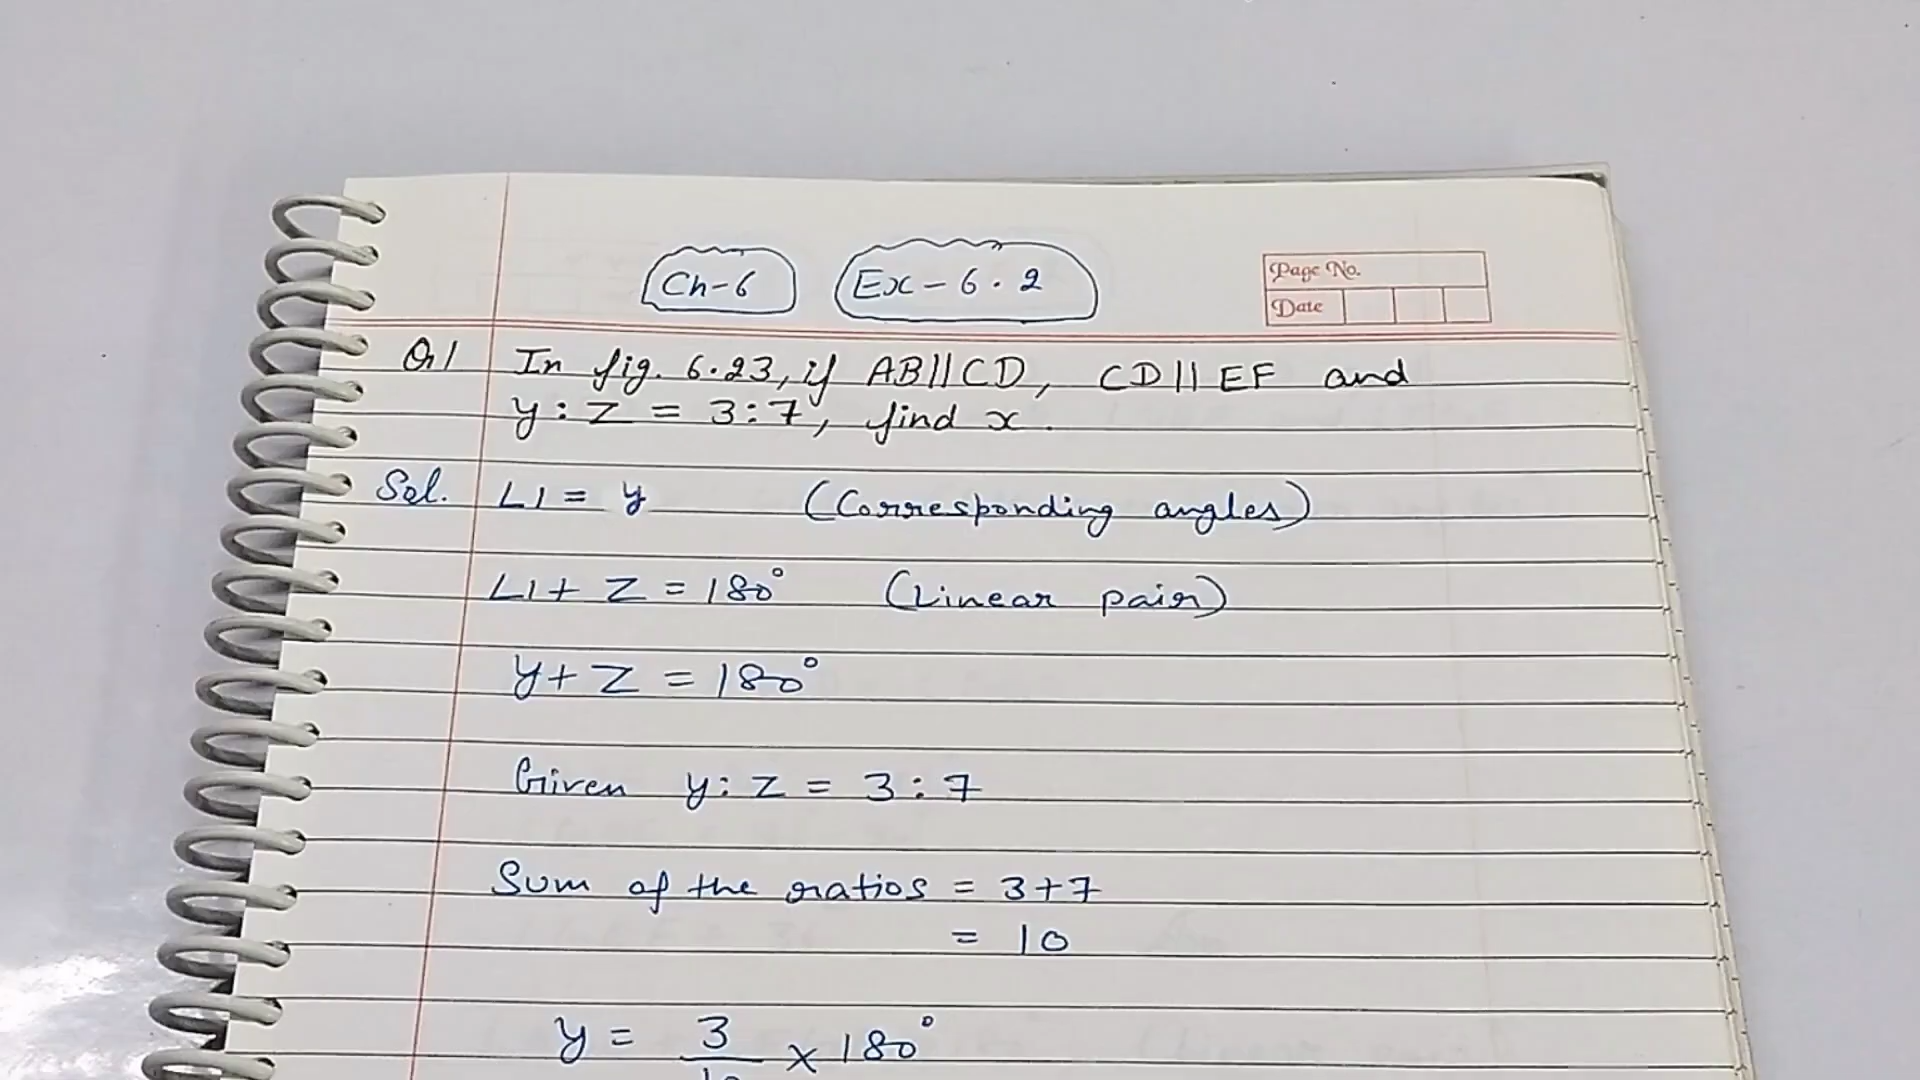 Ch-6 Ex-6.2
Page No.
Date
Q1 In fig. 6.23, if AB||CD, CD||EF and
y:z = 3:7, find x.
Sol. ∠1 = y (Corresponding angles)
∠1 + z = 180° (Linear pair)
y + z = 180°
Given y:z = 3:7
Sum of the ratios = 3+7
= 10
y = 3/10 × 180°